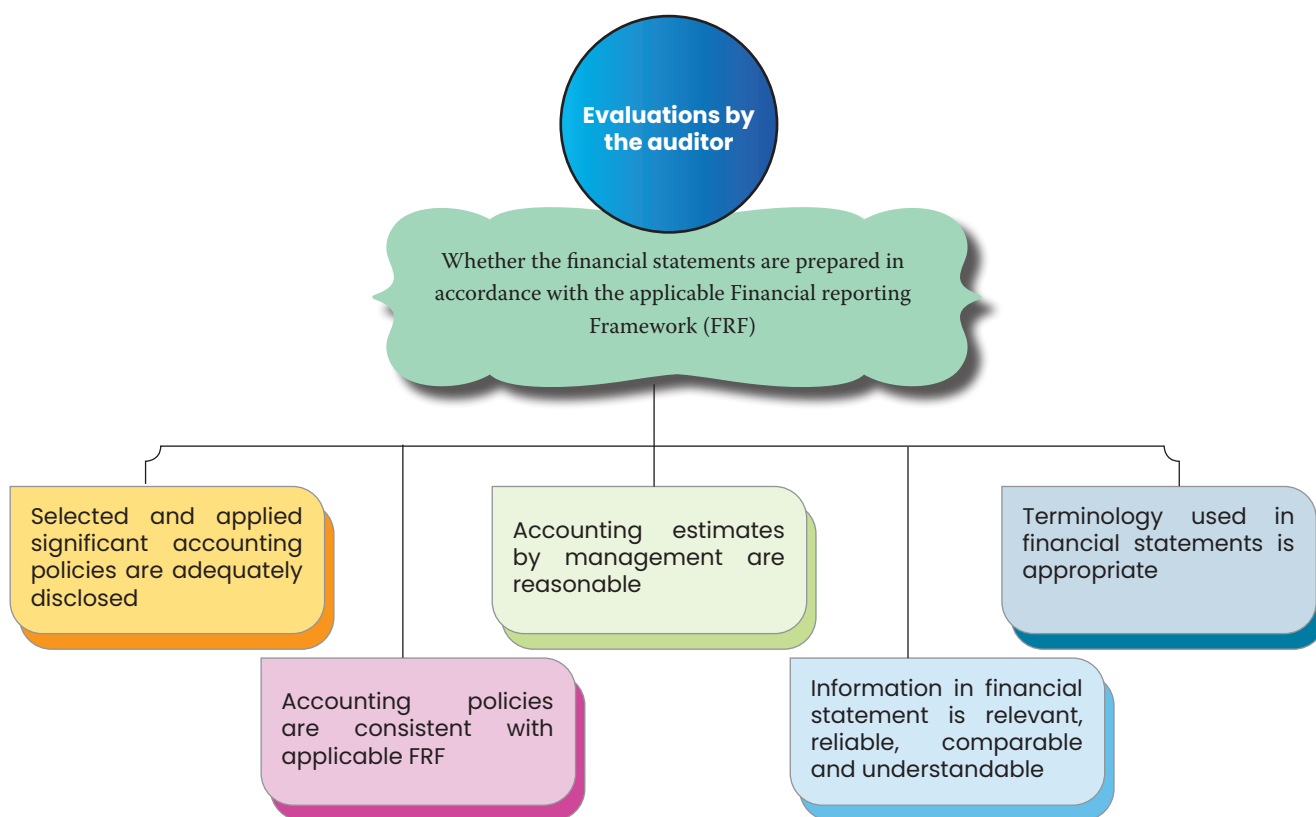 Evaluations by
the auditor
Whether the financial statements are prepared in
accordance with the applicable Financial reporting
Framework (FRF)
Selected and applied
significant accounting
policies are adequately
disclosed
Accounting policies
are consistent with
applicable FRF
Accounting estimates
by management are
reasonable
Information in financial
statement is relevant,
reliable, comparable
and understandable
Terminology used in
financial statements is
appropriate